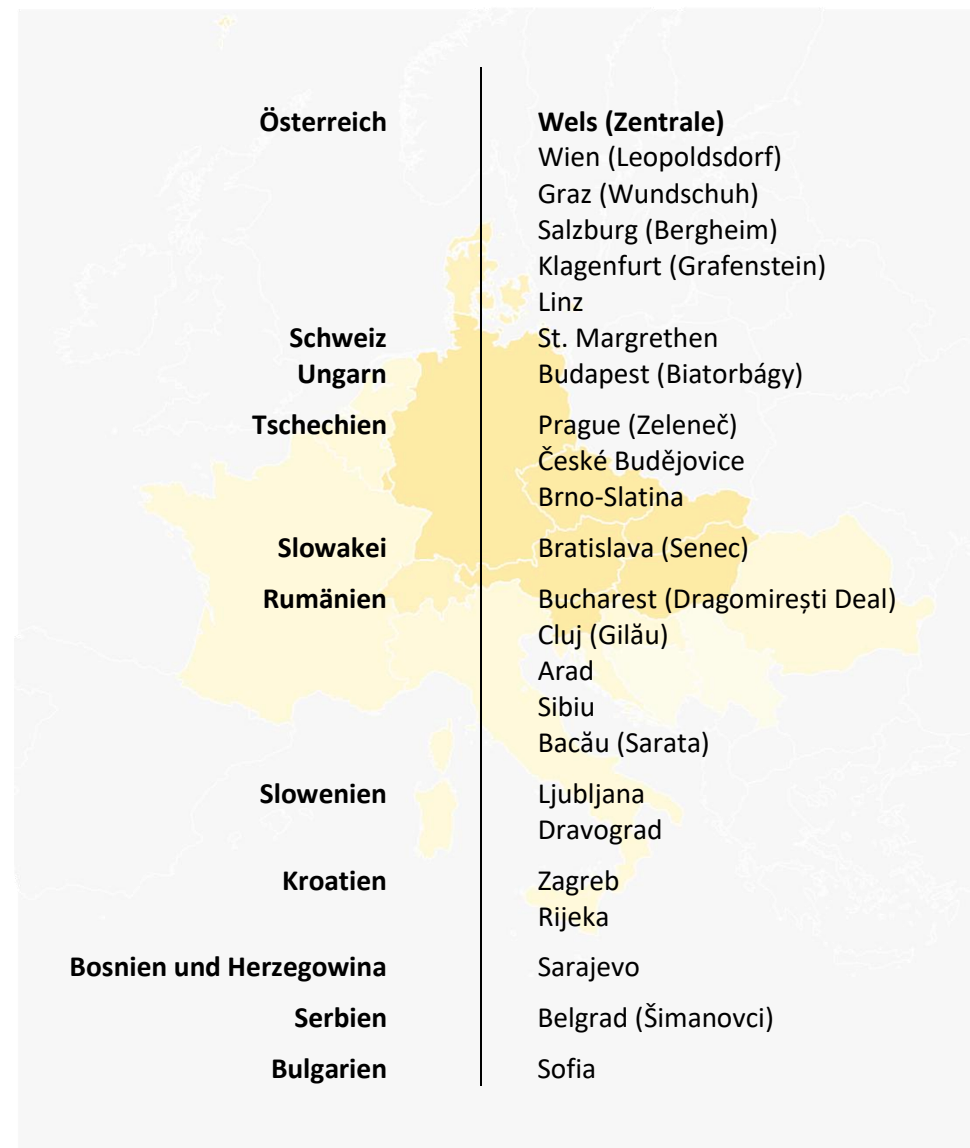 Österreich Wels (Zentrale)
Wien (Leopoldsdorf)
Graz (Wundschuh)
Salzburg (Bergheim)
Klagenfurt (Grafenstein)
Linz
Schweiz St. Margrethen
Ungarn Budapest (Biatorbágy)
Tschechien Prague (Zeleneč)
České Budějovice
Brno-Slatina
Slowakei Bratislava (Senec)
Rumänien Bucharest (Dragomirești Deal)
Cluj (Gilău)
Arad
Sibiu
Bacău (Sarata)
Slowenien Ljubljana
Dravograd
Kroatien Zagreb
Rijeka
Bosnien und Herzegowina Sarajevo
Serbien Belgrad (Šimanovci)
Bulgarien Sofia